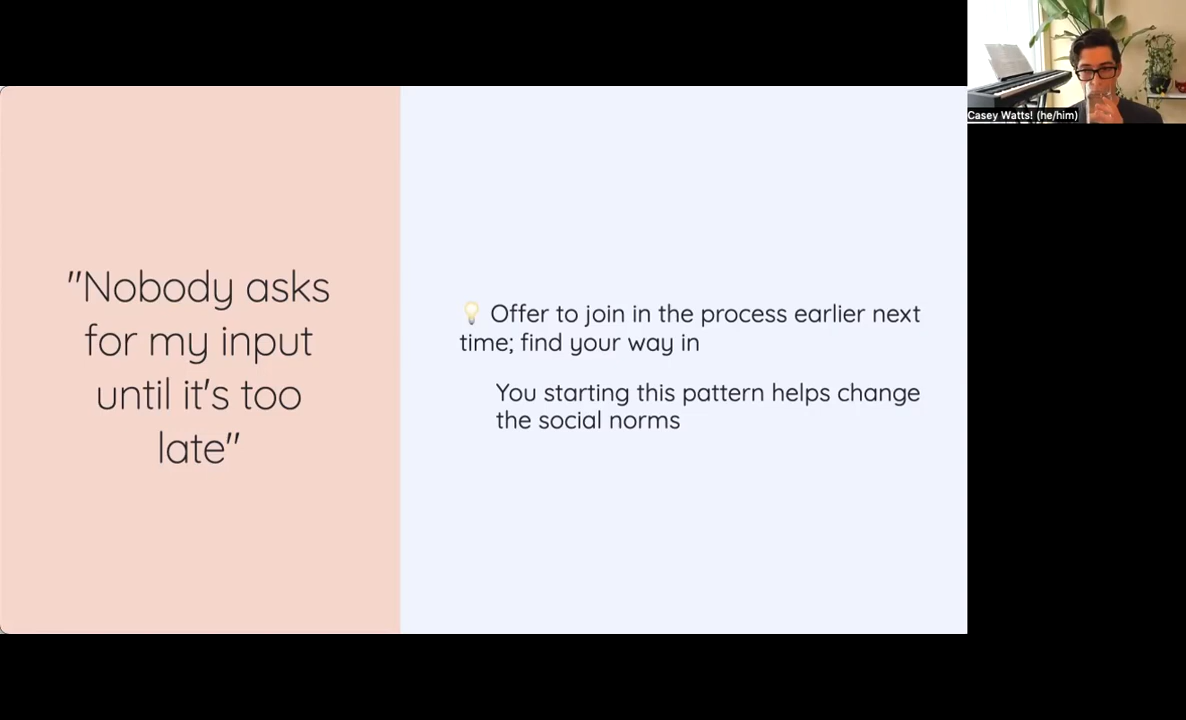 "Nobody asks
for my input
until it's too
late"
💡 Offer to join in the process earlier next
time; find your way in
You starting this pattern helps change
the social norms
Casey Watts! (he/him)